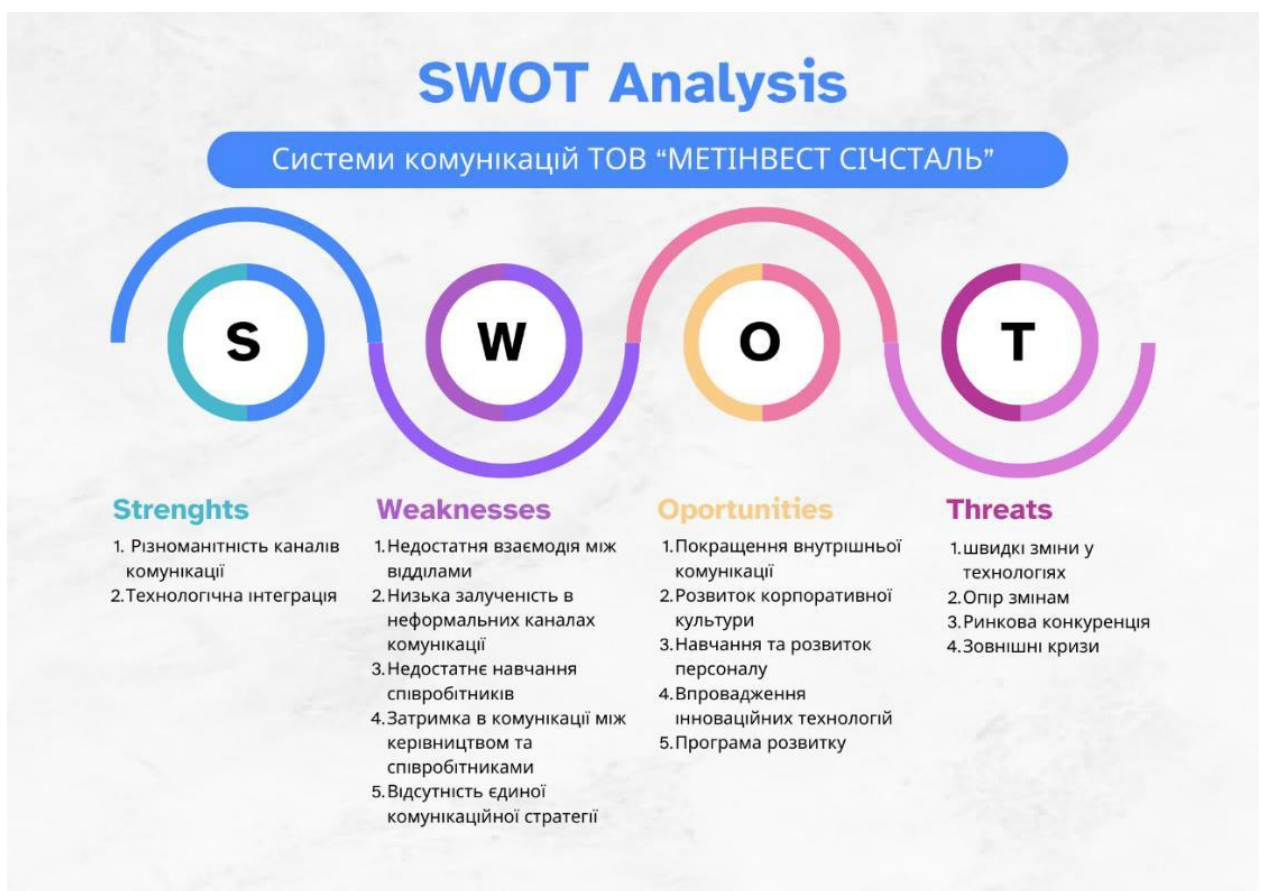 SWOT Analysis
Системи комунікацій ТОВ “МЕТІНВЕСТ СІЧСТАЛЬ”
S
W
O
T
Strenghts
1. Різноманітність каналів
комунікації
2.Технологічна інтеграція
Weaknesses
1.Недостатня взаємодія між
відділами
2.Низька залученість в
неформальних каналах
комунікації
3.Недостатнє навчання
співробітників
4.Затримка в комунікації між
керівництвом та
співробітниками
5.Відсутність єдиної
комунікаційної стратегії
Oportunities
1.Покращення внутрішньої
комунікації
2.Розвиток корпоративної
культури
3.Навчання та розвиток
персоналу
4.Впровадження
інноваційних технологій
5.Програма розвитку
Threats
1.швидкі зміни у
технологіях
2.Опір змінам
3.Ринкова конкуренція
4.Зовнішні кризи